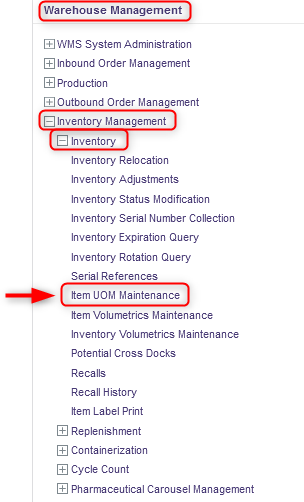 Warehouse Management
WMS System Administration
Inbound Order Management
Production
Outbound Order Management
Inventory Management
Inventory
Inventory Relocation
Inventory Adjustments
Inventory Status Modification
Inventory Serial Number Collection
Inventory Expiration Query
Inventory Rotation Query
Serial References
Item UOM Maintenance
Item Volumetrics Maintenance
Inventory Volumetrics Maintenance
Potential Cross Docks
Recalls
Recall History
Item Label Print
Replenishment
Containerization
Cycle Count
Pharmaceutical Carousel Management